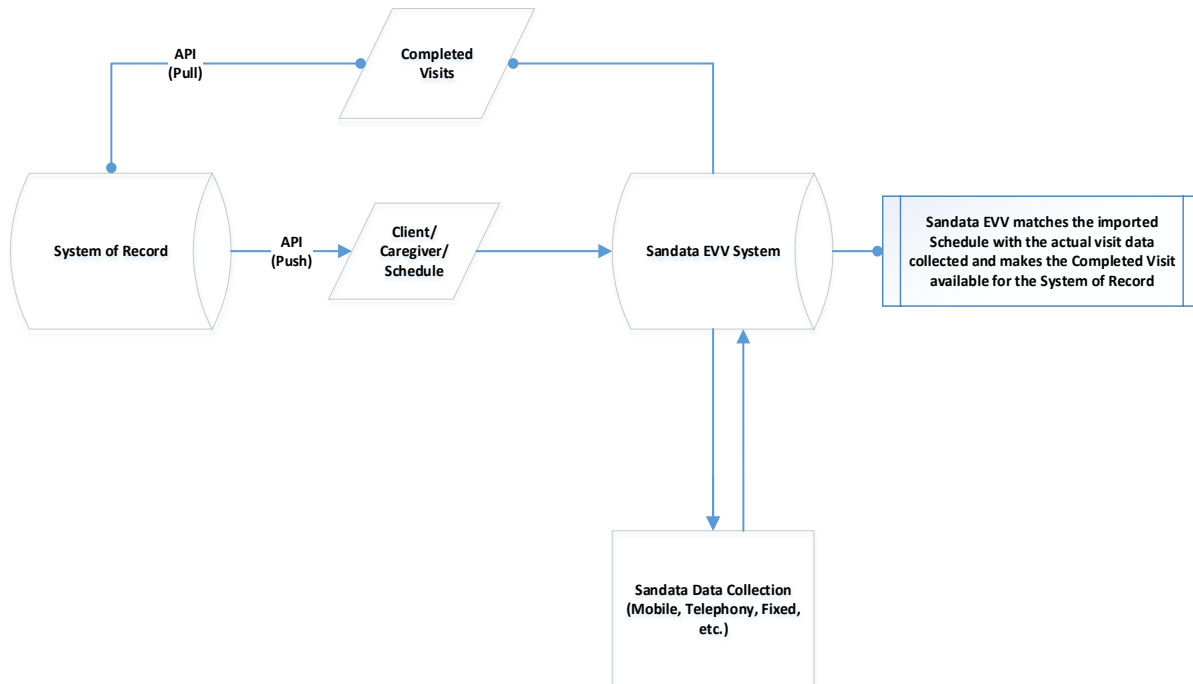 API
(Pull)
Completed
Visits
System of Record
API
(Push)
Client/
Caregiver/
Schedule
Sandata EVV System
Sandata EVV matches the imported
Schedule with the actual visit data
collected and makes the Completed Visit
available for the System of Record
Sandata Data Collection
(Mobile, Telephony, Fixed,
etc.)